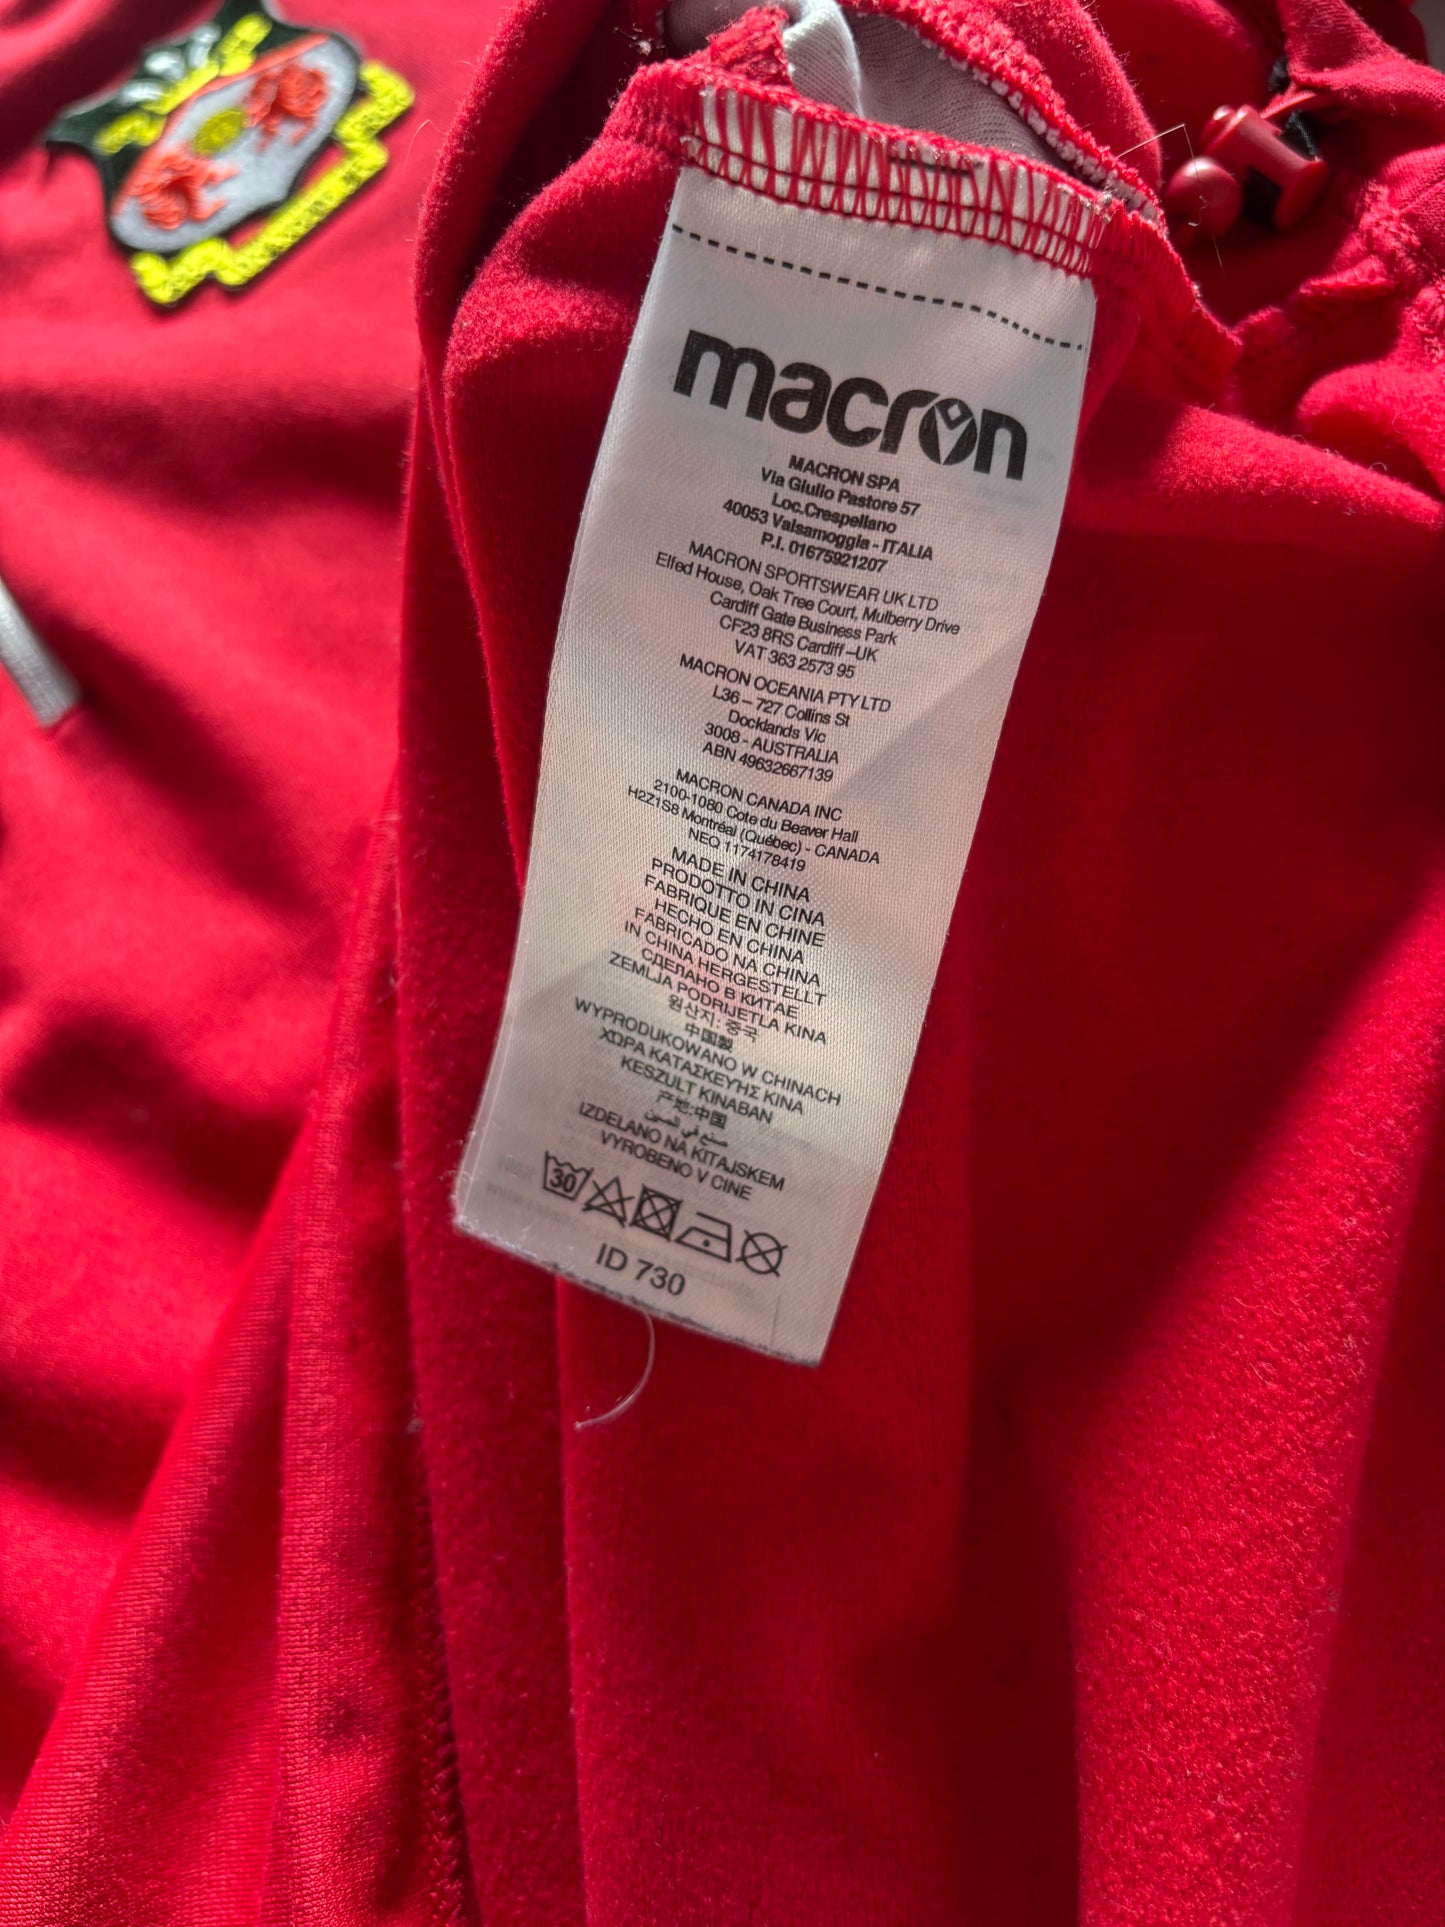 macron
MACRON SPA
Via Giulio Pastore 57
Loc.Crespellano
40053 Valsamoggia - ITALIA
P.I. 01675921207
MACRON SPORTSWEAR UK LTD
Elfed House, Oak Tree Court, Mulberry Drive
Cardiff Gate Business Park
CF23 8RS Cardiff –UK
VAT 363 2573 95
MACRON OCEANIA PTY LTD
L36 – 727 Collins St
Docklands Vic
3008 - AUSTRALIA
ABN 49632667139
MACRON CANADA INC
2100-1080 Cote du Beaver Hall
H2Z1S8 Montréal (Québec) - CANADA
NEQ 1174178419
MADE IN CHINA
PRODOTTO IN CINA
FABRIQUE EN CHINE
HECHO EN CHINA
FABRICADO NA CHINA
IN CHINA HERGESTELLT
СДЕЛАНО В КИТАЕ
ZEMLJA PODRIJETLA KINA
원산지: 중국
中国製
WYPRODUKOWANO W CHINACH
ΧΩΡΑ ΚΑΤΑΣΚΕΥΗΣ ΚΙΝΑ
KESZULT KINABAN
产地:中国
صنع في الصين
IZDELANO NA KITAJSKEM
VYROBENO V CINE
30
ID 730